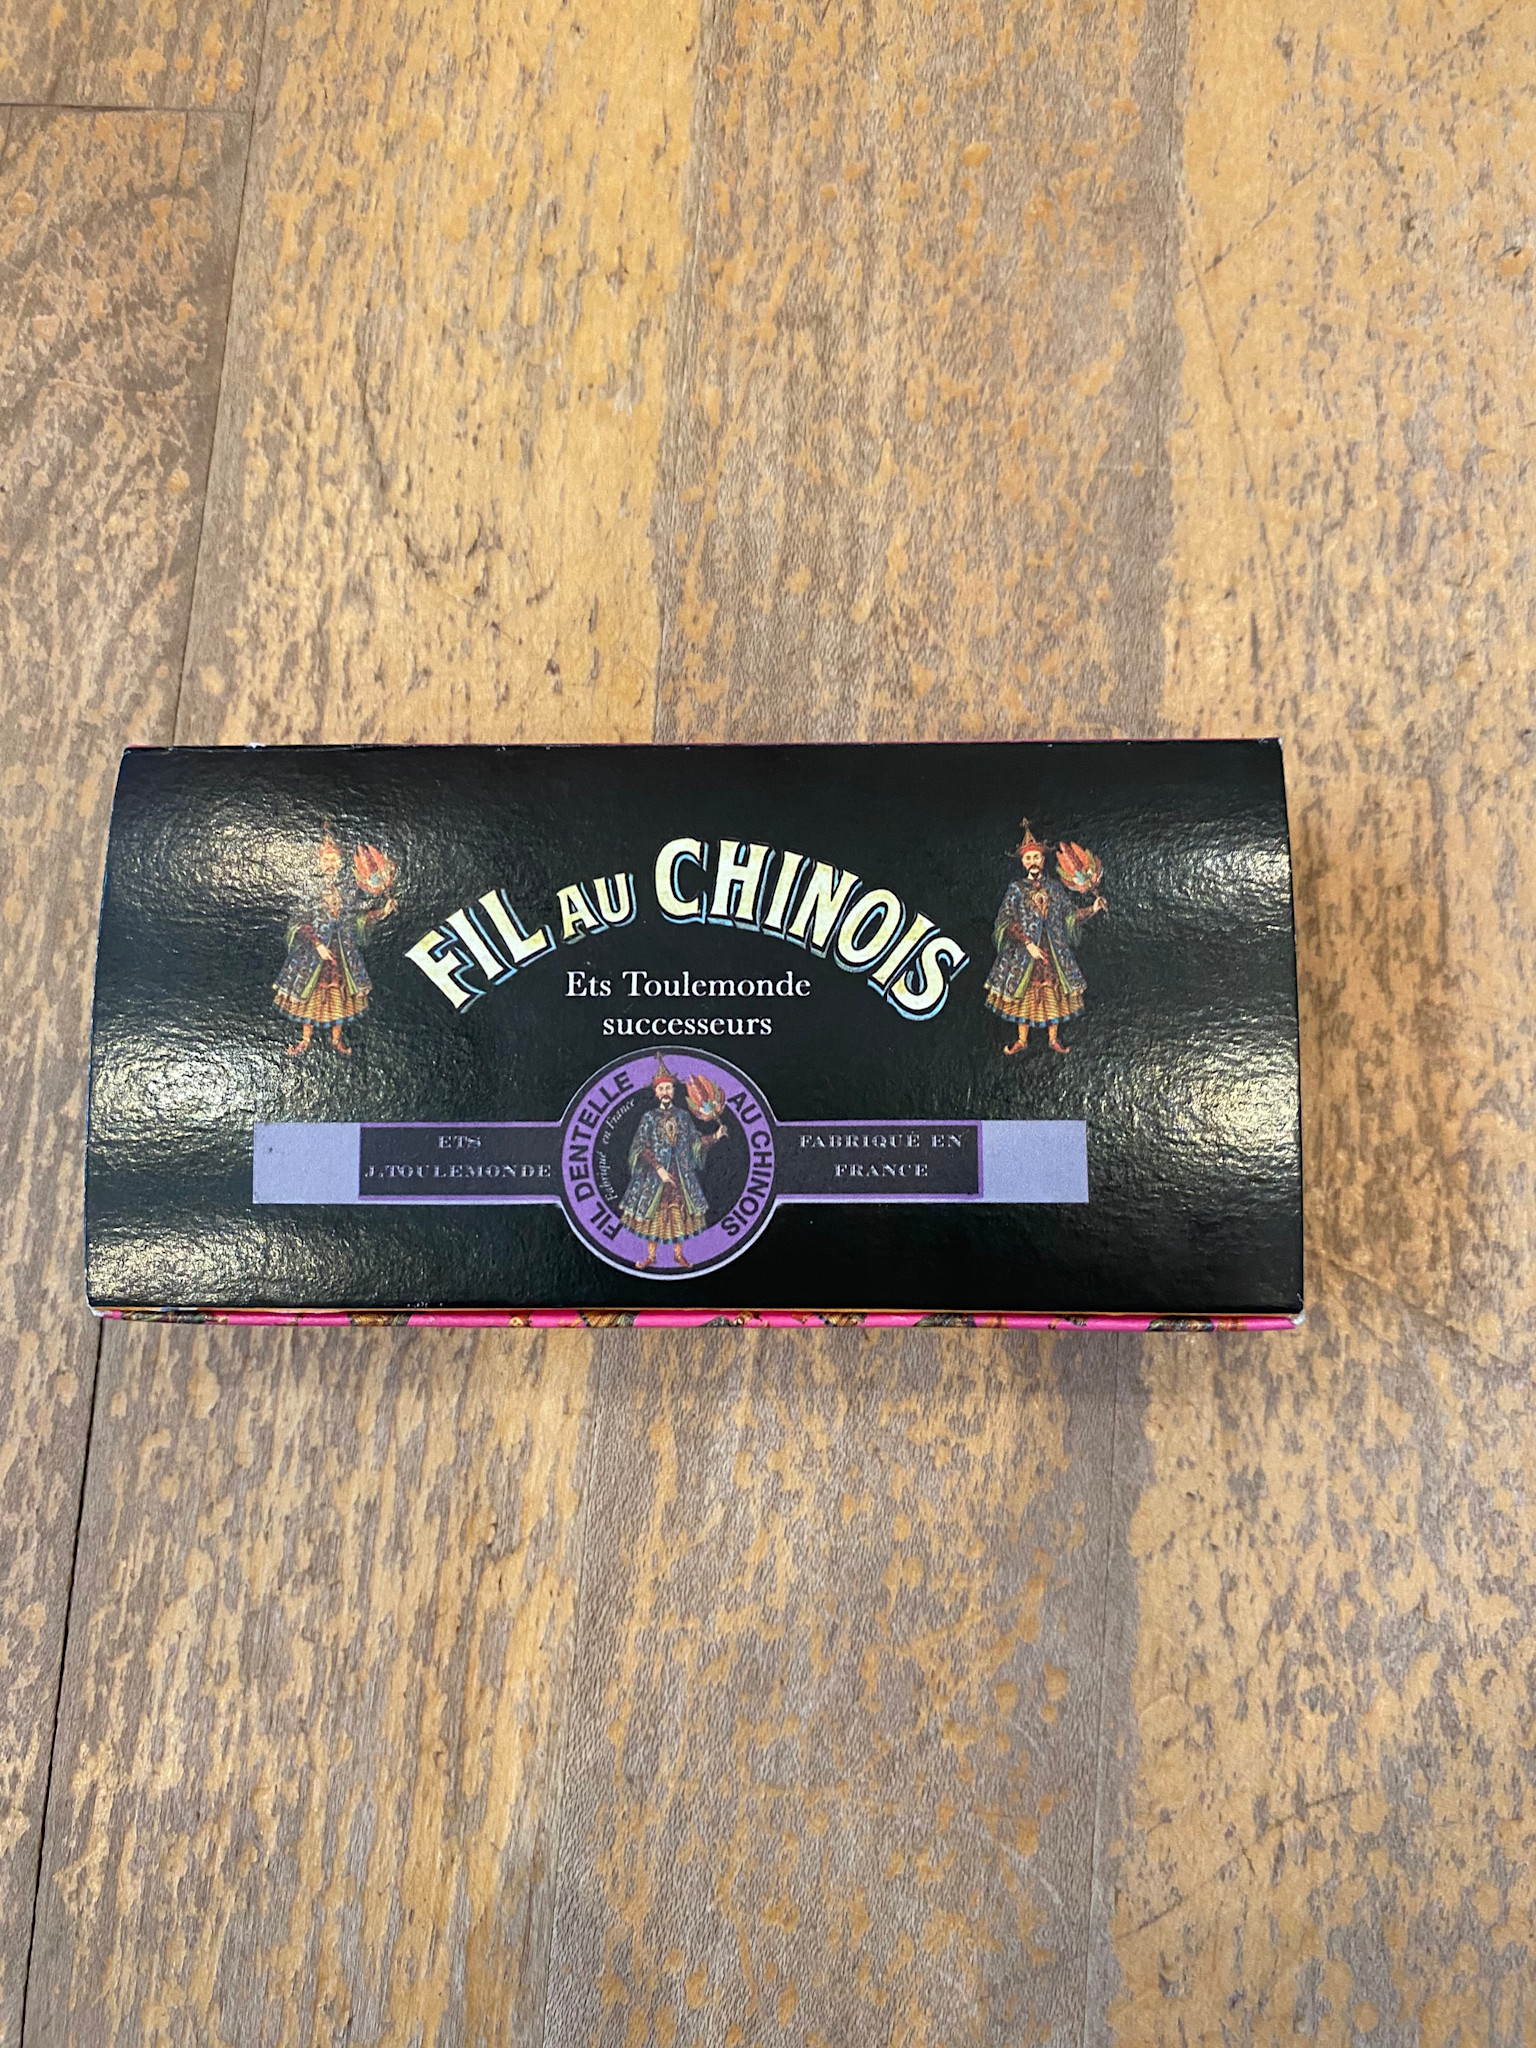 FIL AU CHINOIS
Ets Toulemonde
successeurs
ETS
J.TOULEMONDE
FIL DENTELLE AU CHINOIS
Fabriqué en France
FABRIQUÉ EN
FRANCE